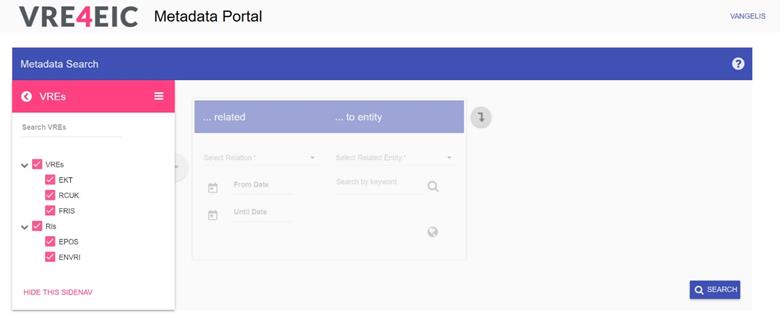 VRE4EIC Metadata Portal VANGELIS
Metadata Search
VREs
... related ... to entity
Search VREs
Select Relation * Select Related Entity *
VREs
EKT
From Date Search by keyword
RCUK
FRIS
Until Date
RIs
EPOS
ENVRI
HIDE THIS SIDENAV
SEARCH